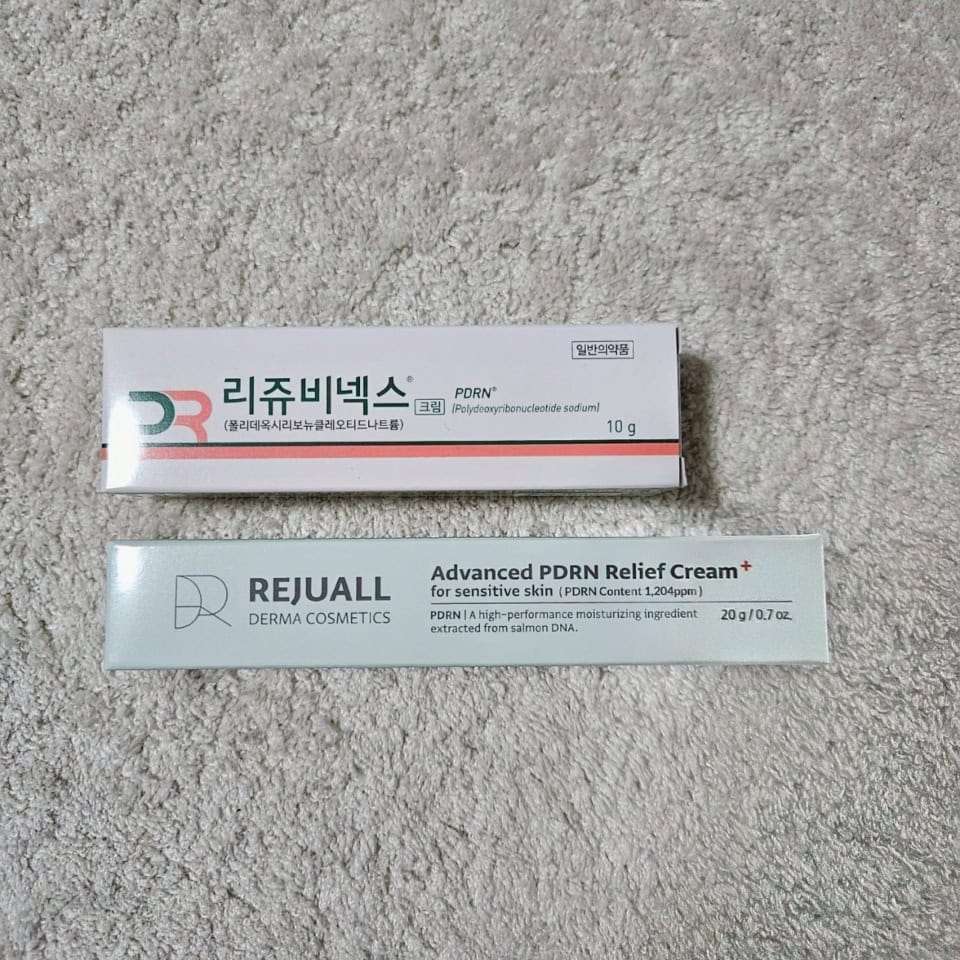 일반의약품
DR 리쥬비넥스® 크림 PDRN®
(폴리데옥시리보뉴클레오티드나트륨) (Polydeoxyribonucleotide sodium)
10 g
DR REJUALL
DERMA COSMETICS
Advanced PDRN Relief Cream+
for sensitive skin (PDRN Content 1,204ppm)
PDRN | A high-performance moisturizing ingredient
extracted from salmon DNA.
20 g / 0.7 oz.